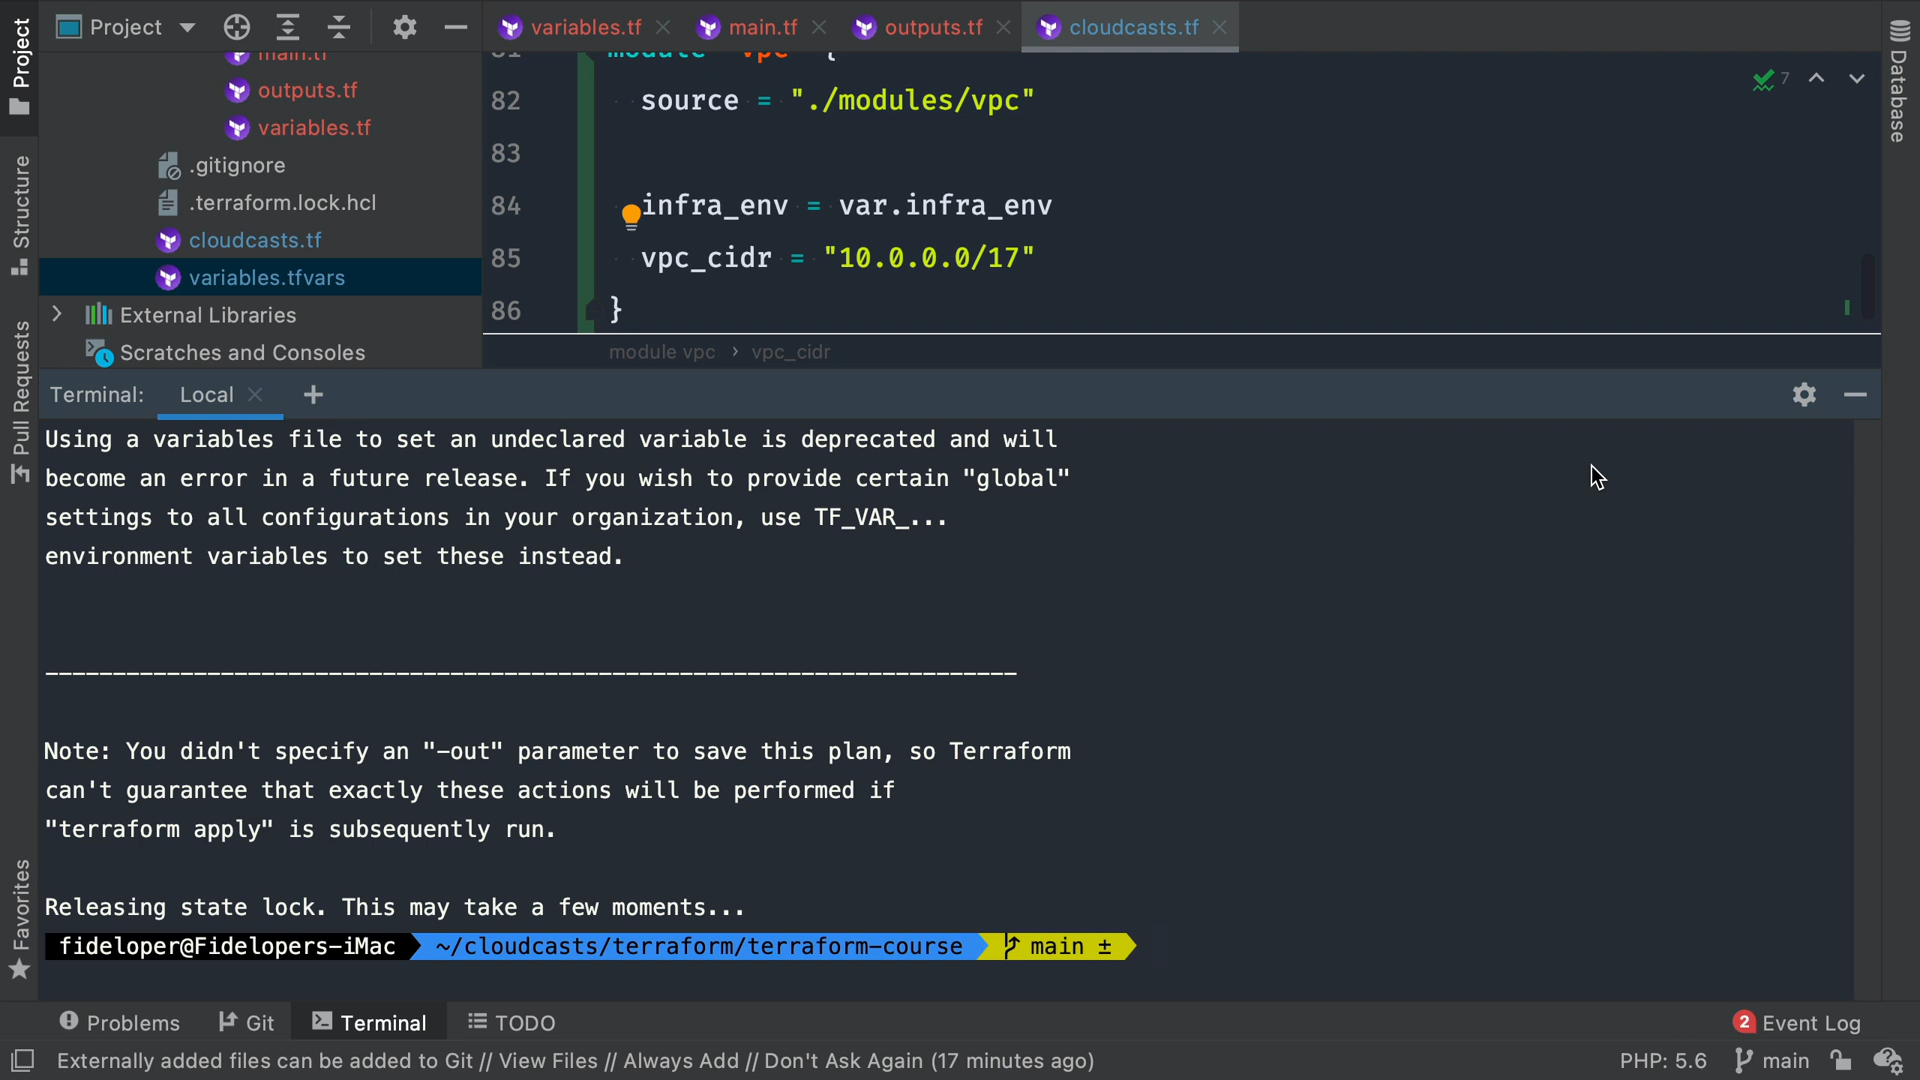 Project
variables.tf
main.tf
outputs.tf
cloudcasts.tf
Project
Structure
Pull Requests
Favorites
Database
main.tf
outputs.tf
variables.tf
.gitignore
.terraform.lock.hcl
cloudcasts.tf
variables.tfvars
External Libraries
Scratches and Consoles
81 module "vpc" {
82 source = "./modules/vpc"
83
84 infra_env = var.infra_env
85 vpc_cidr = "10.0.0.0/17"
86 }
7
module vpc › vpc_cidr
Terminal: Local
Using a variables file to set an undeclared variable is deprecated and will
become an error in a future release. If you wish to provide certain "global"
settings to all configurations in your organization, use TF_VAR_...
environment variables to set these instead.
------------------------------------------------------------------------
Note: You didn't specify an "-out" parameter to save this plan, so Terraform
can't guarantee that exactly these actions will be performed if
"terraform apply" is subsequently run.
Releasing state lock. This may take a few moments...
fideloper@Fidelopers-iMac ~/cloudcasts/terraform/terraform-course main ±
Problems Git Terminal TODO 2 Event Log
Externally added files can be added to Git // View Files // Always Add // Don't Ask Again (17 minutes ago) PHP: 5.6 main